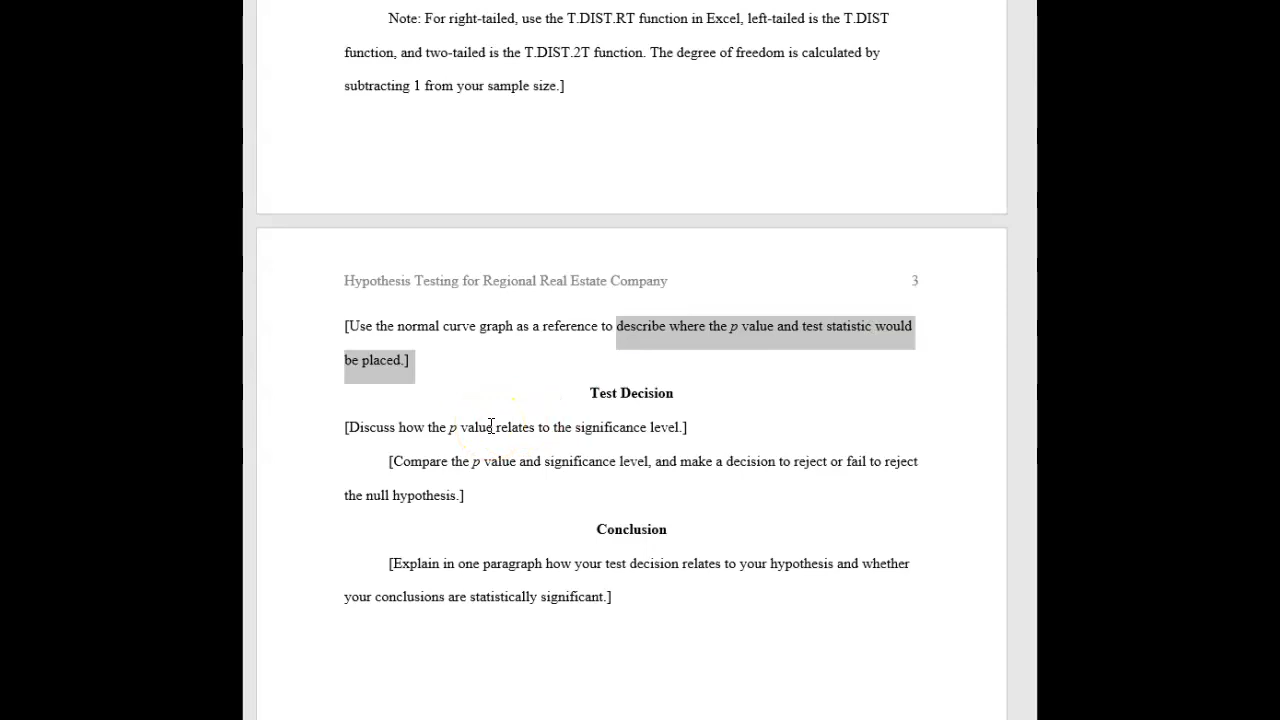 Note: For right-tailed, use the T.DIST.RT function in Excel, left-tailed is the T.DIST
function, and two-tailed is the T.DIST.2T function. The degree of freedom is calculated by
subtracting 1 from your sample size.]
Hypothesis Testing for Regional Real Estate Company 3
[Use the normal curve graph as a reference to describe where the p value and test statistic would
be placed.]
Test Decision
[Discuss how the p value relates to the significance level.]
[Compare the p value and significance level, and make a decision to reject or fail to reject
the null hypothesis.]
Conclusion
[Explain in one paragraph how your test decision relates to your hypothesis and whether
your conclusions are statistically significant.]